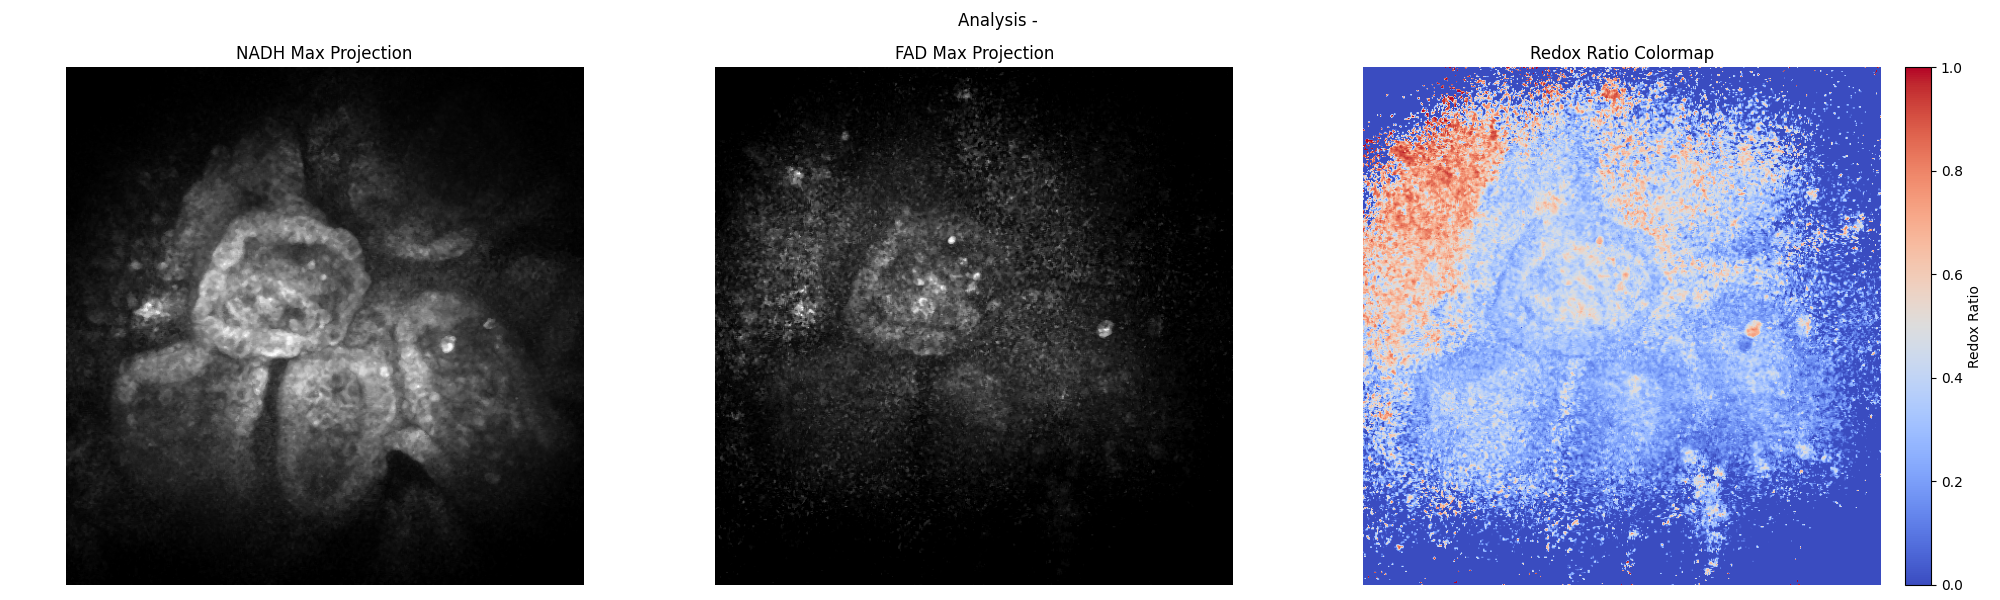 Analysis -
NADH Max Projection
FAD Max Projection
Redox Ratio Colormap
1.0
0.8
0.6
0.4
0.2
0.0
Redox Ratio